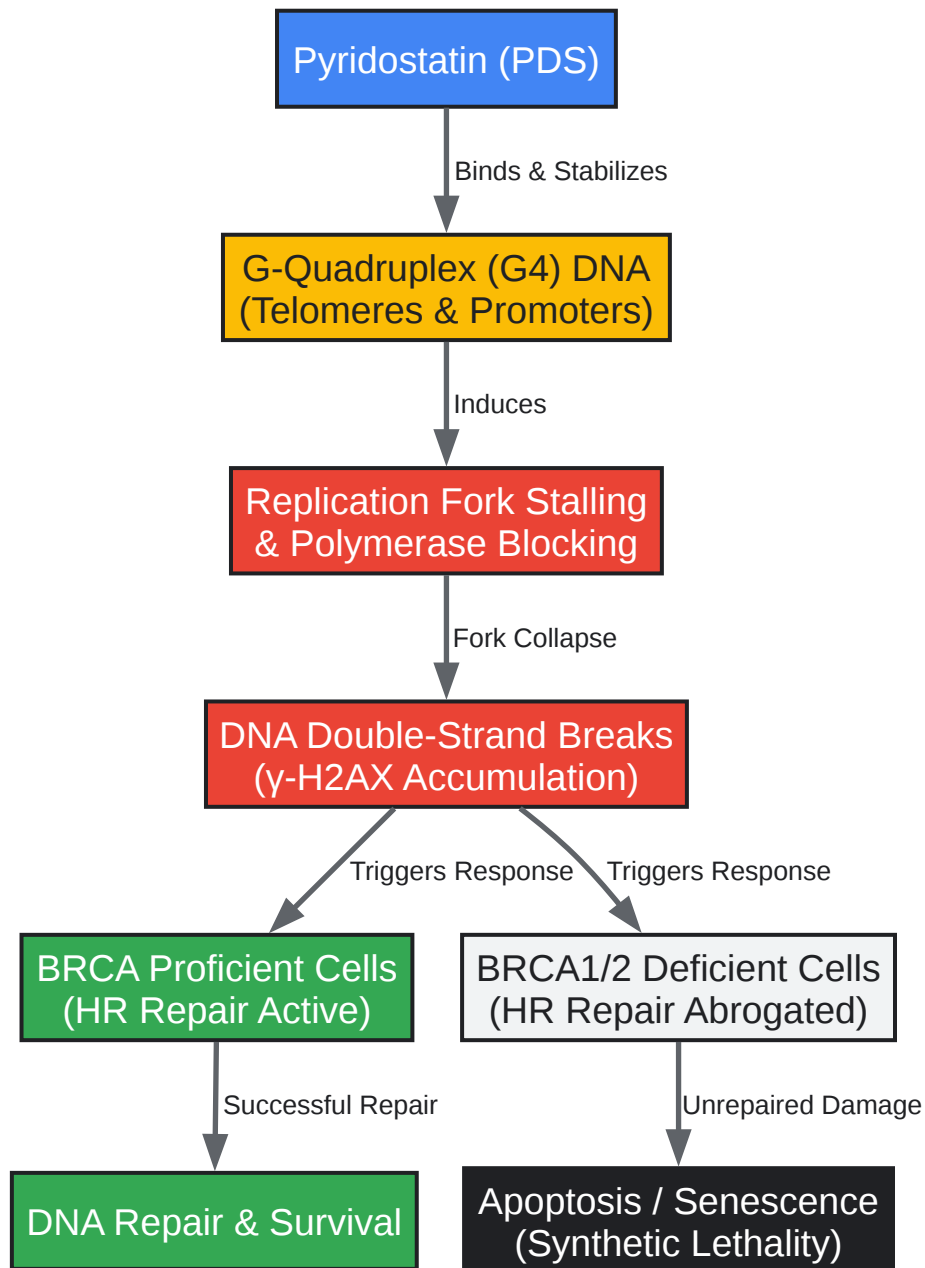 Pyridostatin (PDS)
Binds & Stabilizes
G-Quadruplex (G4) DNA
(Telomeres & Promoters)
Induces
Replication Fork Stalling
& Polymerase Blocking
Fork Collapse
DNA Double-Strand Breaks
(γ-H2AX Accumulation)
Triggers Response
Triggers Response
BRCA Proficient Cells
(HR Repair Active)
BRCA1/2 Deficient Cells
(HR Repair Abrogated)
Successful Repair
Unrepaired Damage
DNA Repair & Survival
Apoptosis / Senescence
(Synthetic Lethality)